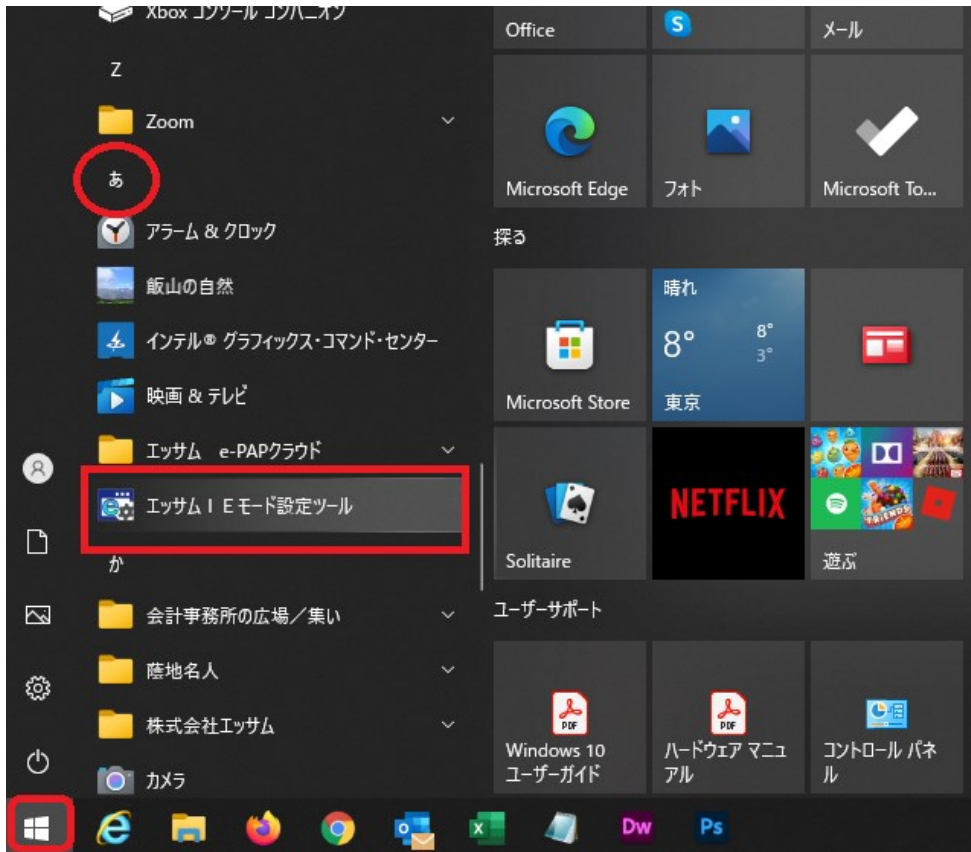 Xbox コンソール コンパニオン
Z
Zoom
あ
アラーム & クロック
飯山の自然
インテル® グラフィックス・コマンド・センター
映画 & テレビ
エッサム e-PAPクラウド
エッサムＩＥモード設定ツール
か
会計事務所の広場／集い
蔭地名人
株式会社エッサム
カメラ
Office
S
メール
Microsoft Edge
フォト
Microsoft To...
探る
Microsoft Store
晴れ
8°
8°
3°
東京
Solitaire
NETFLIX
FRIENDS
遊ぶ
ユーザーサポート
PDF
Windows 10
ユーザーガイド
PDF
ハードウェア マニュ
アル
コントロール パネ
ル
Dw
Ps